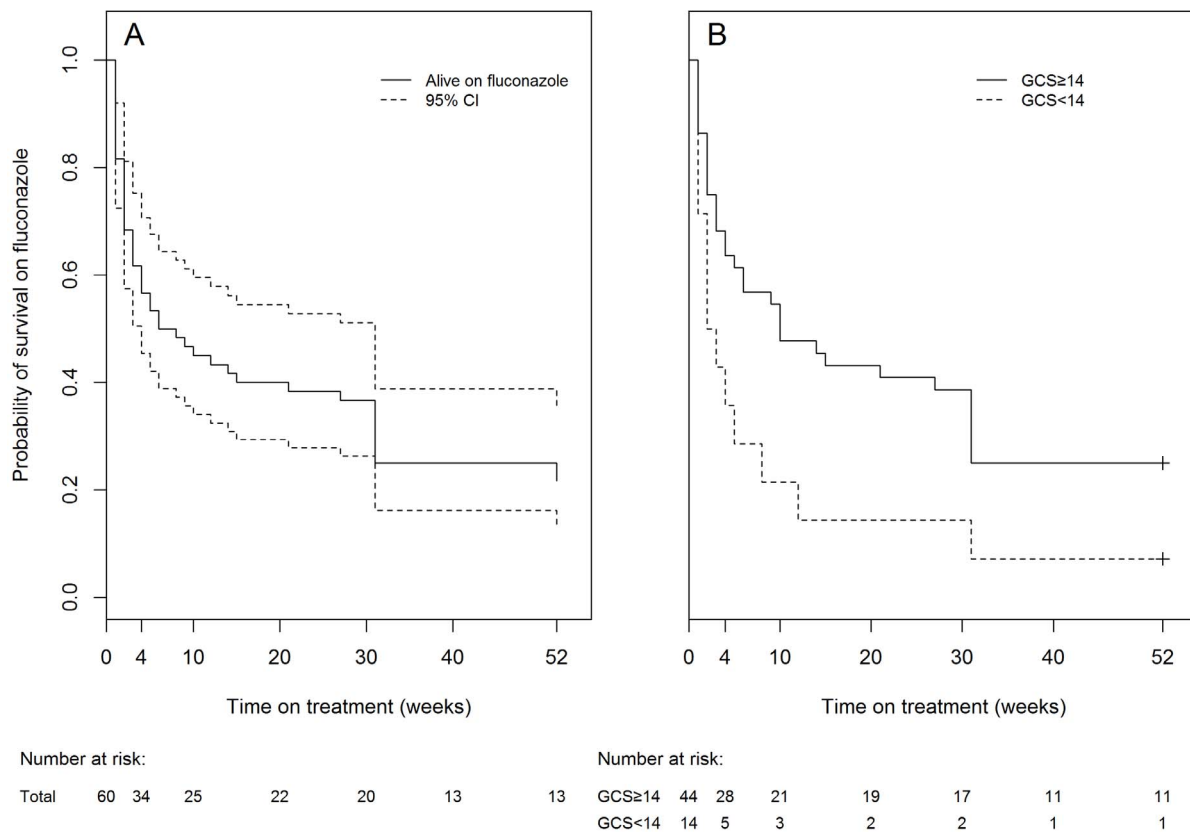 A
Alive on fluconazole
95% CI
Probability of survival on fluconazole
1.0
0.8
0.6
0.4
0.2
0.0
0 4 10 20 30 40 52
Time on treatment (weeks)
Number at risk:
Total 60 34 25 22 20 13 13
B
GCS≥14
GCS<14
0 4 10 20 30 40 52
Time on treatment (weeks)
Number at risk:
GCS≥14 44 28 21 19 17 11 11
GCS<14 14 5 3 2 2 1 1